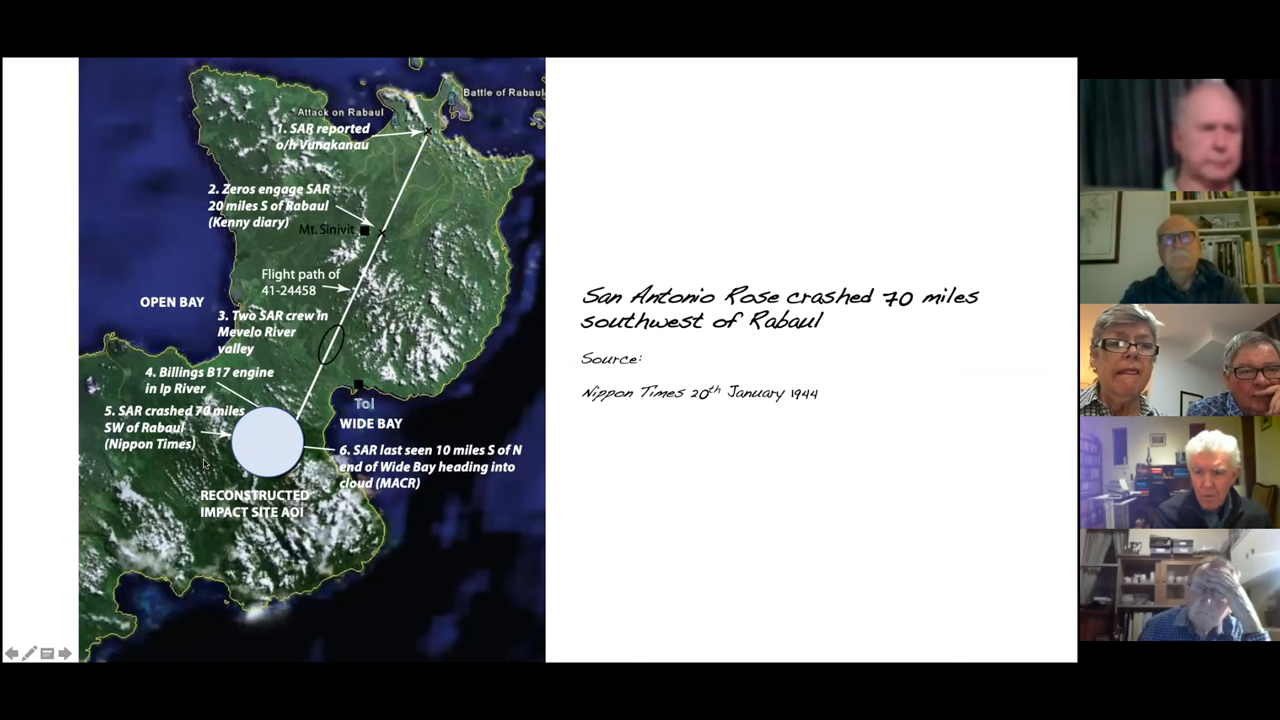 Battle of Rabaul
Attack on Rabaul
1. SAR reported
o/h Vunakanau
2. Zeros engage SAR
20 miles S of Rabaul
(Kenny diary)
Mt. Sinivit
Flight path of
41-24458
OPEN BAY
3. Two SAR crew in
Mevelo River
valley
4. Billings B17 engine
in Ip River
Tol
5. SAR crashed 70 miles
SW of Rabaul
(Nippon Times)
WIDE BAY
6. SAR last seen 10 miles S of N
end of Wide Bay heading into
cloud (MACR)
RECONSTRUCTED
IMPACT SITE AOI
San Antonio Rose crashed 70 miles
southwest of Rabaul
Source:
Nippon Times 20th January 1944